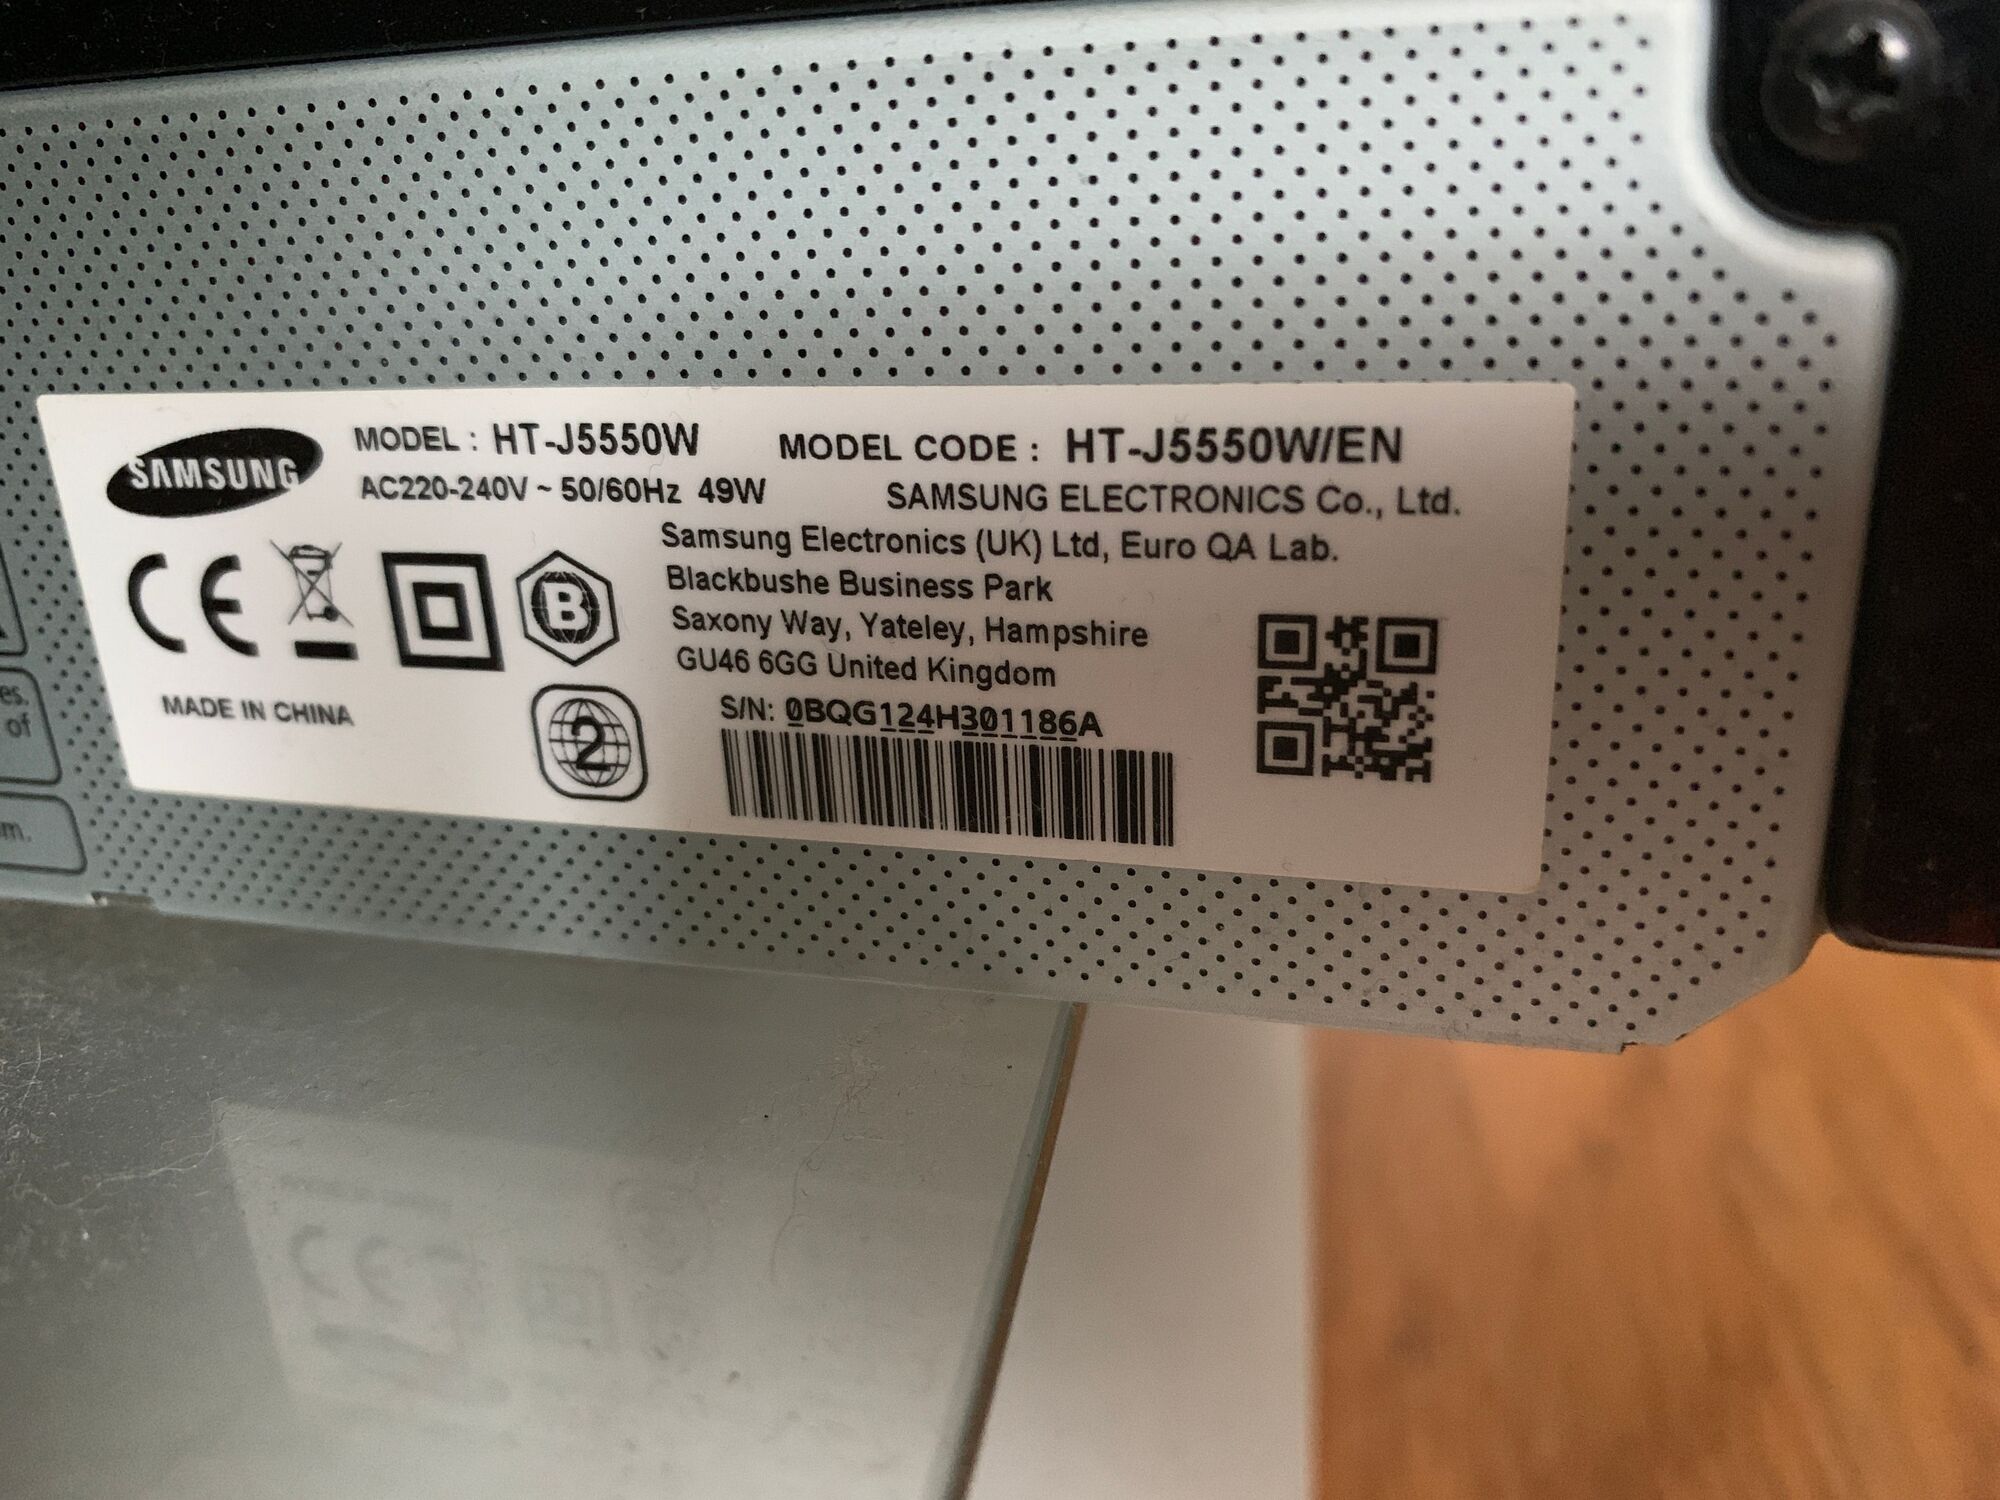 SAMSUNG
MODEL : HT-J5550W
MODEL CODE : HT-J5550W/EN
AC220-240V ~ 50/60Hz 49W
SAMSUNG ELECTRONICS Co., Ltd.
Samsung Electronics (UK) Ltd, Euro QA Lab.
Blackbushe Business Park
Saxony Way, Yateley, Hampshire
GU46 6GG United Kingdom
CE
B
MADE IN CHINA
2
S/N: 0BQG124H301186A
es.
of
m.